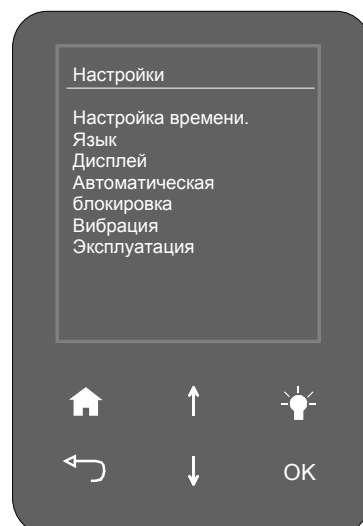 Настройки
Настройка времени.
Язык
Дисплей
Автоматическая
блокировка
Вибрация
Эксплуатация
OK